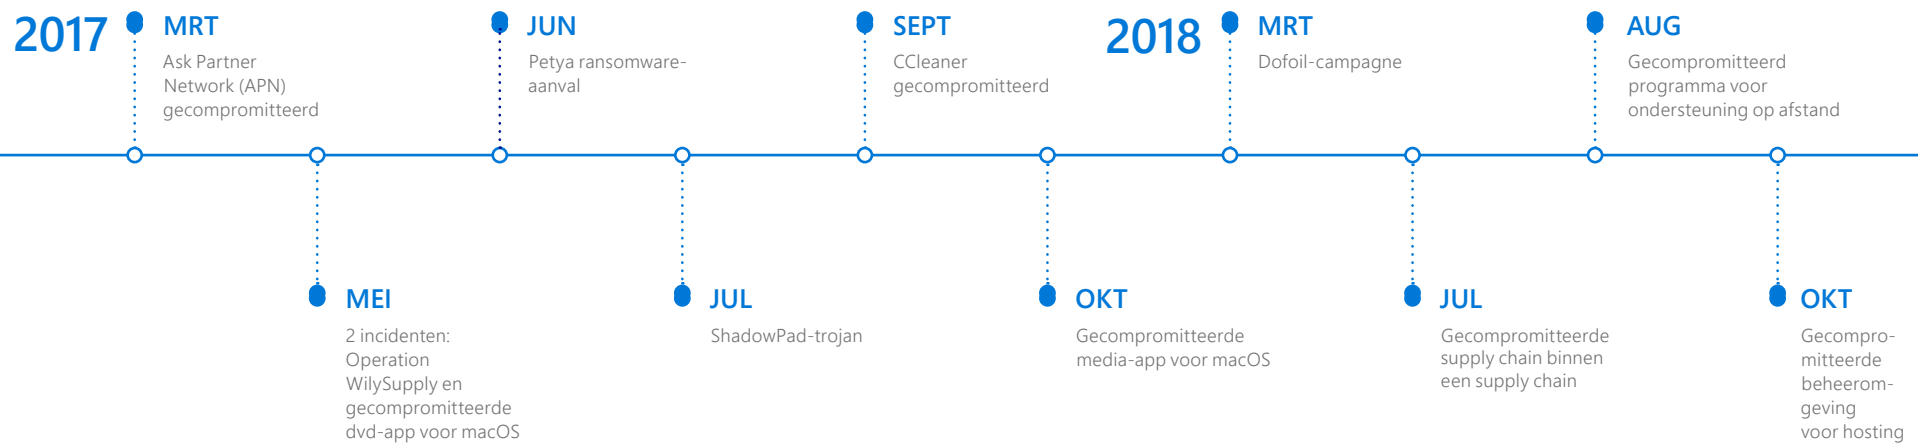 2017
MRT
Ask Partner
Network (APN)
gecompromitteerd
MEI
2 incidenten:
Operation
WilySupply en
gecompromitteerde
dvd-app voor macOS
JUN
Petya ransomware-
aanval
JUL
ShadowPad-trojan
SEPT
CCleaner
gecompromitteerd
OKT
Gecompromitteerde
media-app voor macOS
2018
MRT
Dofoil-campagne
JUL
Gecompromitteerde
supply chain binnen
een supply chain
AUG
Gecompromitteerd
programma voor
ondersteuning op afstand
OKT
Gecompro-
mitteerde
beheerom-
geving
voor hosting